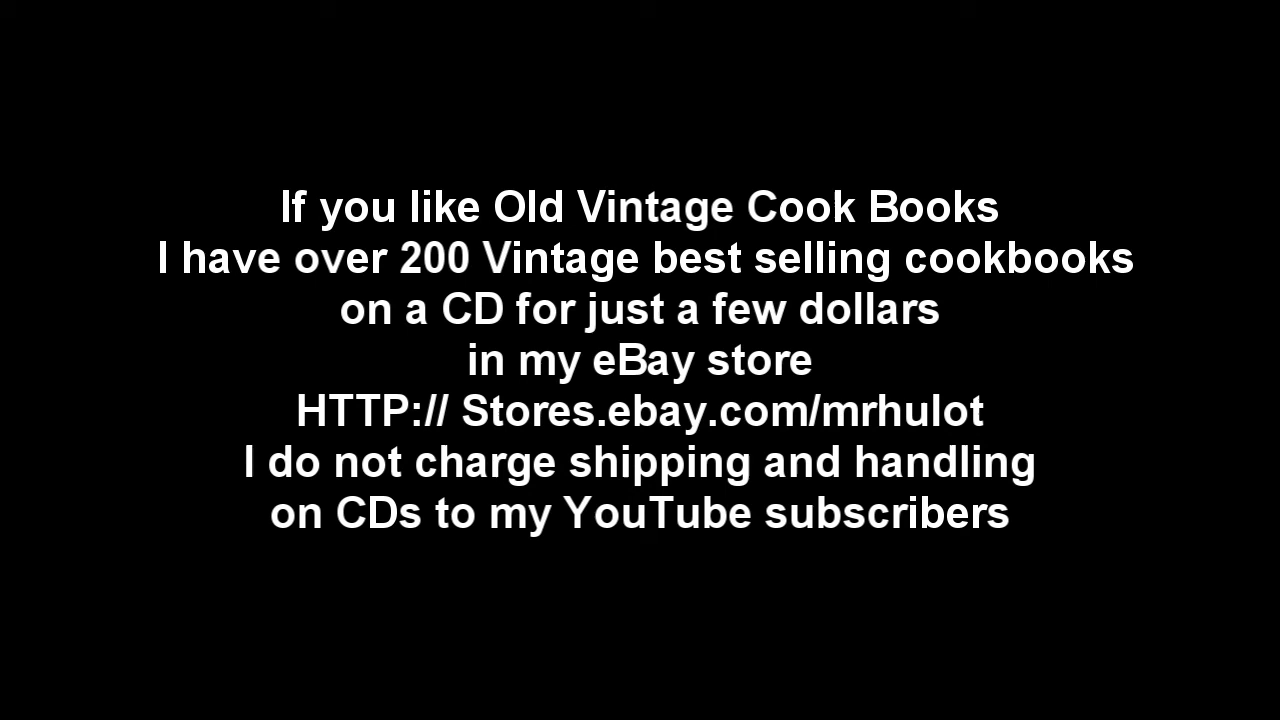 If you like Old Vintage Cook Books
I have over 200 Vintage best selling cookbooks
on a CD for just a few dollars
in my eBay store
HTTP:// Stores.ebay.com/mrhulot
I do not charge shipping and handling
on CDs to my YouTube subscribers